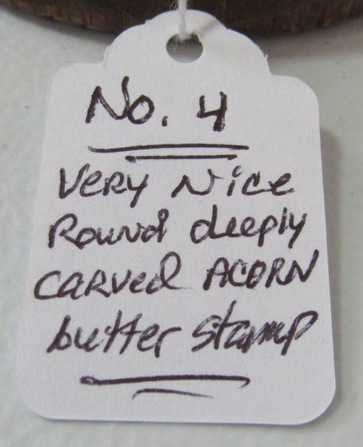 No. 4
Very Nice
Round deeply
carved ACORN
butter stamp